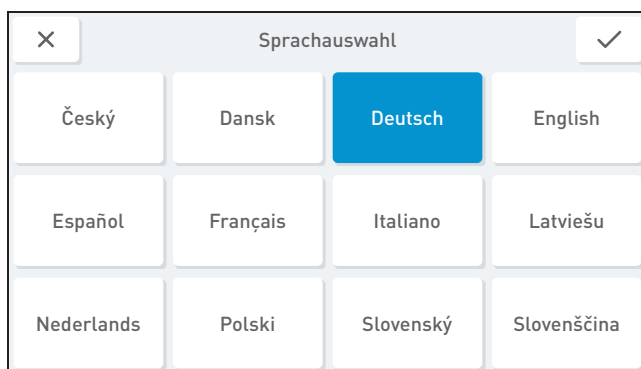 Sprachauswahl
Český Dansk Deutsch English
Español Français Italiano Latviešu
Nederlands Polski Slovenský Slovenščina